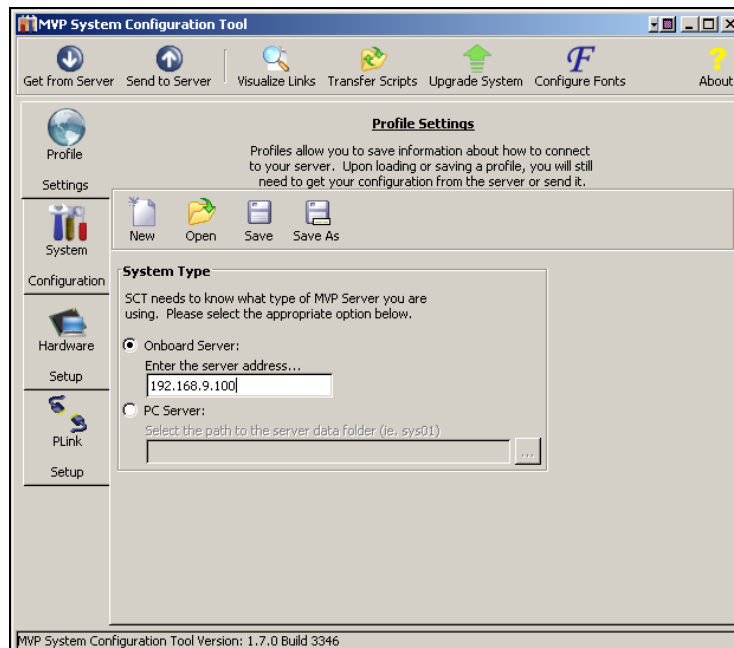 MVP System Configuration Tool
Get from Server Send to Server Visualize Links Transfer Scripts Upgrade System Configure Fonts About
Profile
Settings
System
Configuration
Hardware
Setup
PLink
Setup
Profile Settings
Profiles allow you to save information about how to connect
to your server. Upon loading or saving a profile, you will still
need to get your configuration from the server or send it.
New Open Save Save As
System Type
SCT needs to know what type of MVP Server you are
using. Please select the appropriate option below.
Onboard Server:
Enter the server address...
192.168.9.100
PC Server:
Select the path to the server data folder (ie. sys01)
...
MVP System Configuration Tool Version: 1.7.0 Build 3346